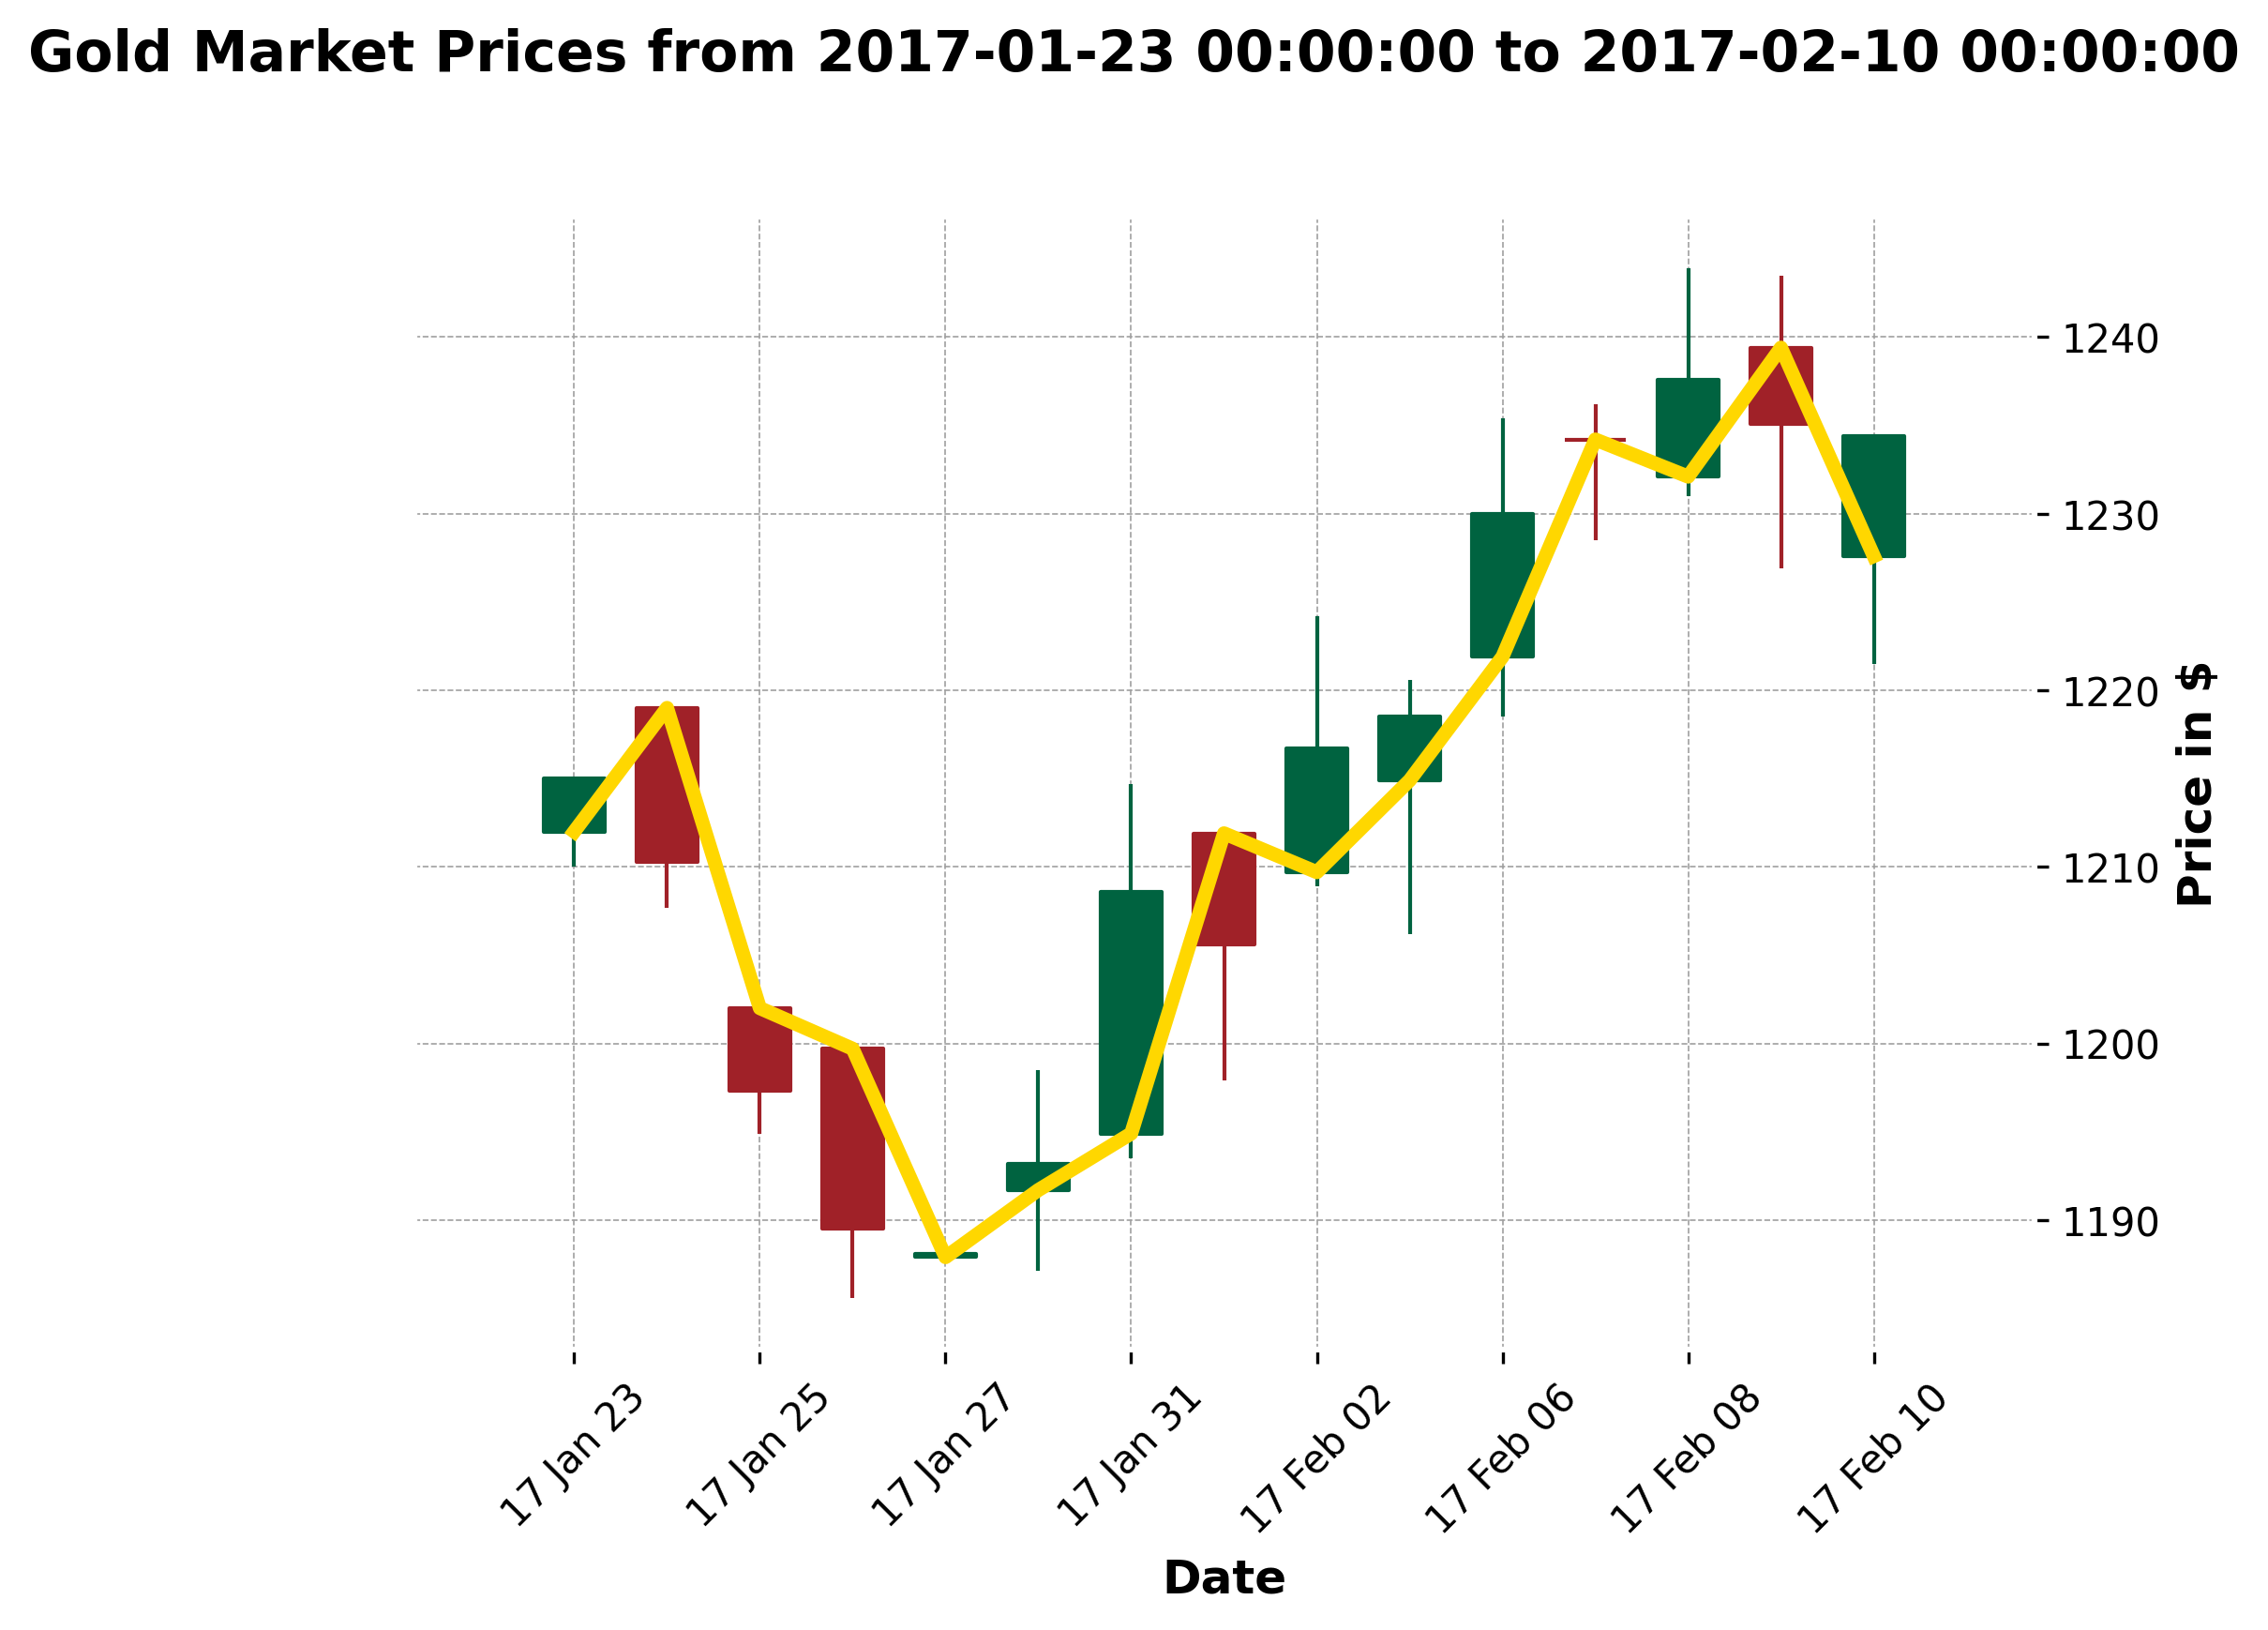 Gold Market Prices from 2017-01-23 00:00:00 to 2017-02-10 00:00:00
1240
1230
1220
1210
1200
1190
Price in $
17 Jan 23
17 Jan 25
17 Jan 27
17 Jan 31
17 Feb 02
17 Feb 06
17 Feb 08
17 Feb 10
Date